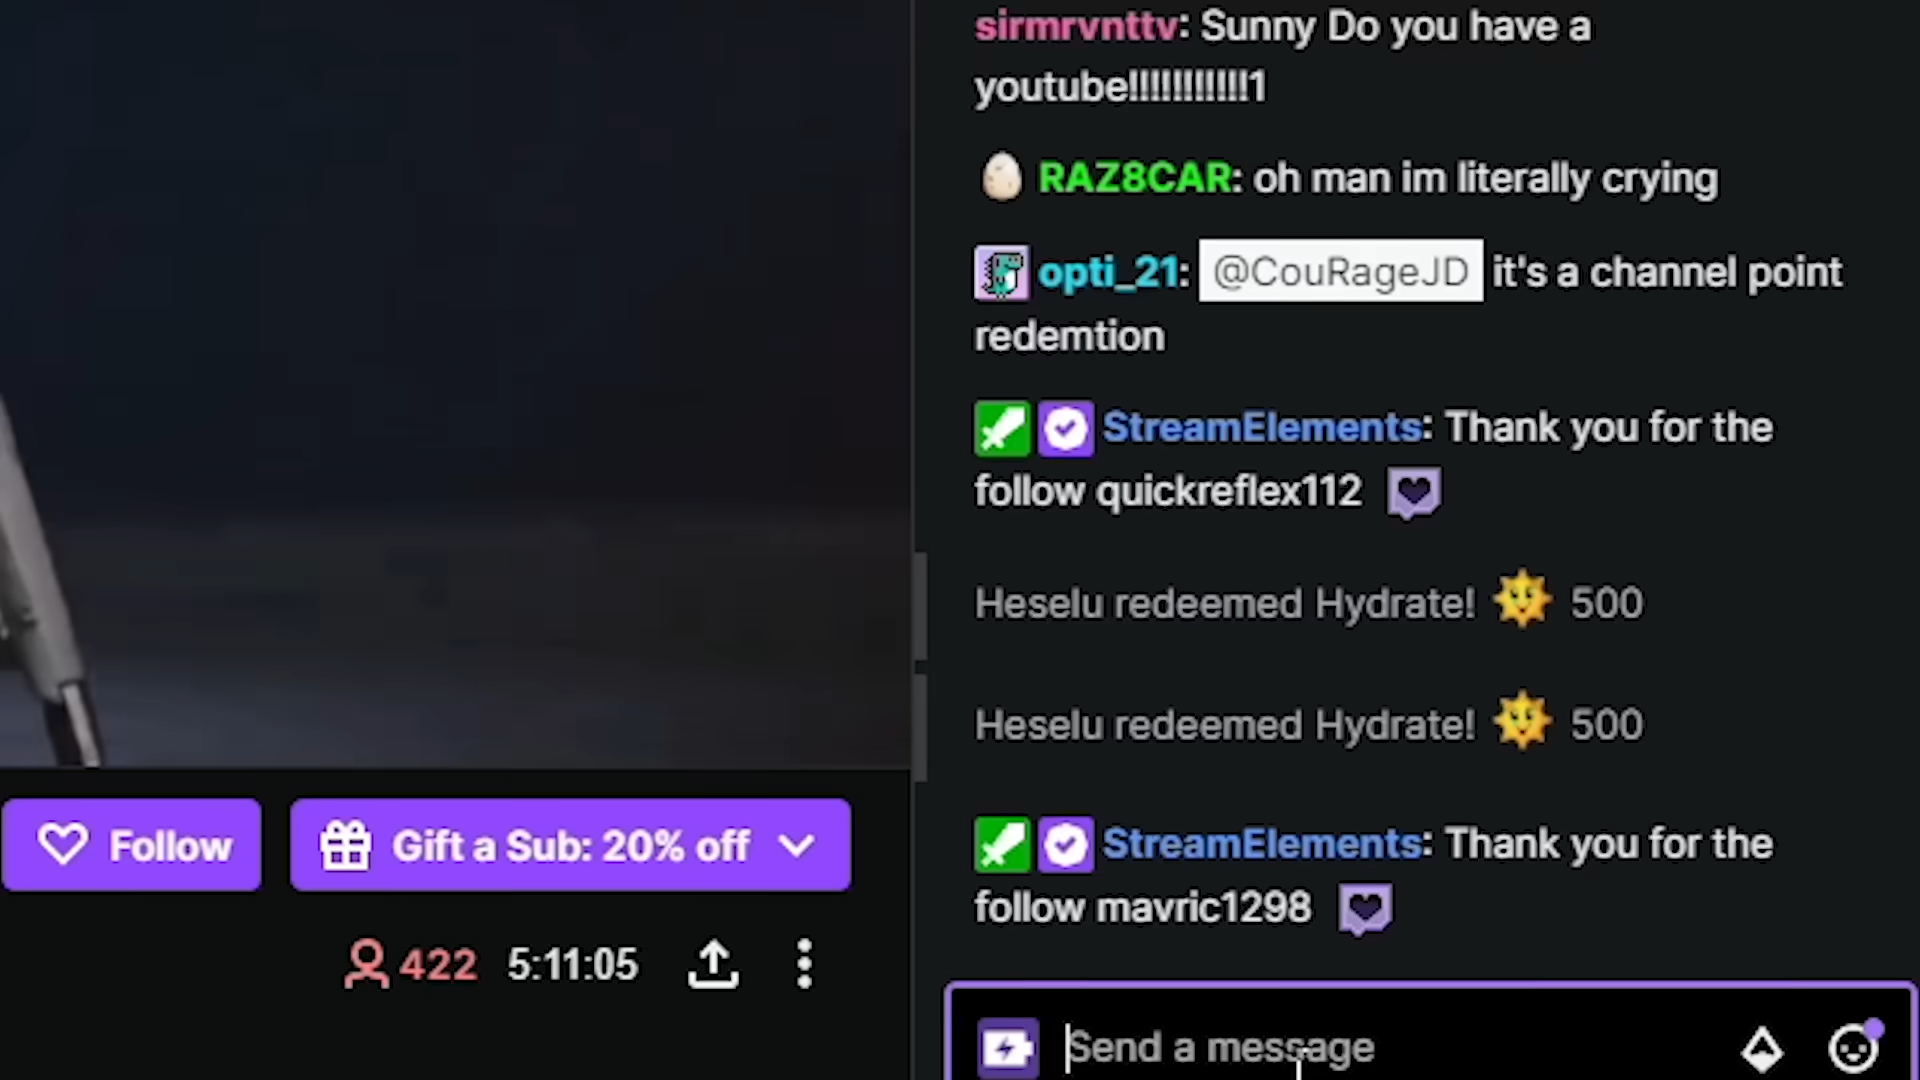 sirmrvnttv: Sunny Do you have a
youtube!!!!!!!!!!!!1
RAZ8CAR: oh man im literally crying
opti_21: @CouRageJD it's a channel point
redemtion
StreamElements: Thank you for the
follow quickreflex112
Heselu redeemed Hydrate! 500
Heselu redeemed Hydrate! 500
StreamElements: Thank you for the
follow mavric1298
Send a message
Follow
Gift a Sub: 20% off
422 5:11:05